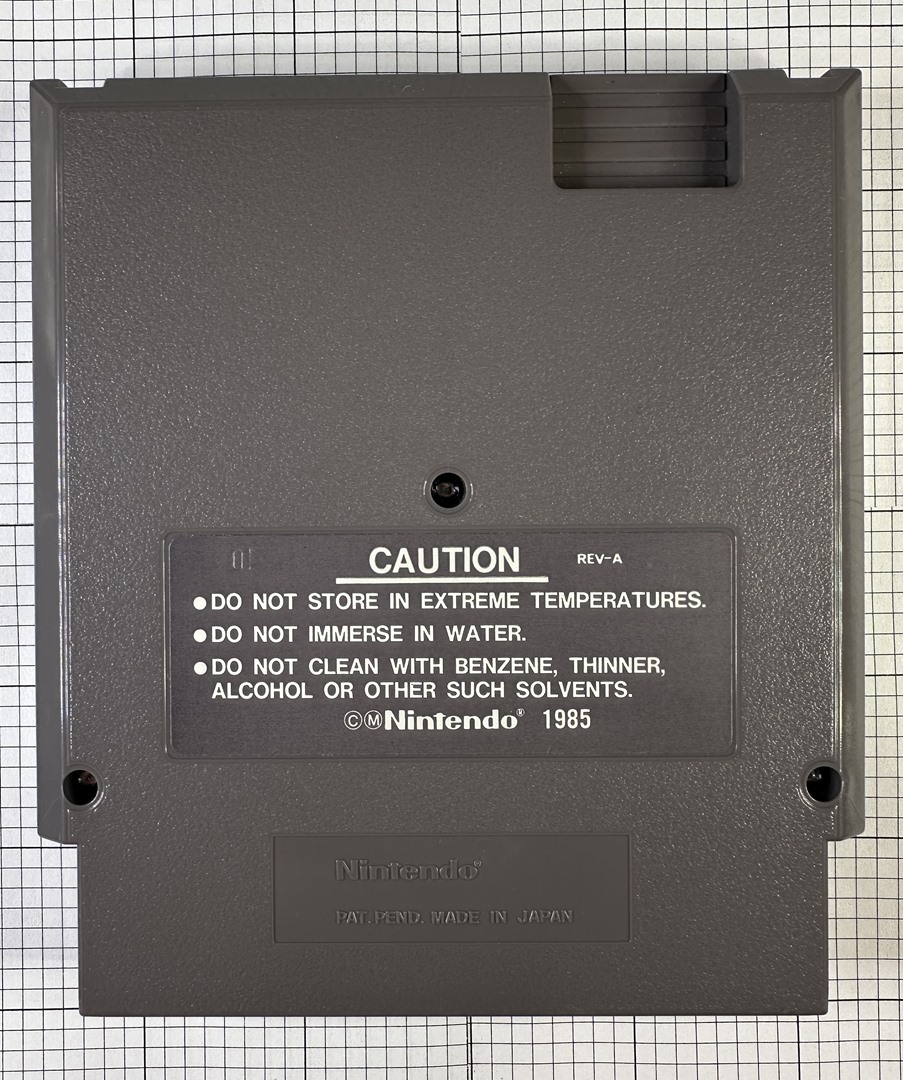 CAUTION REV-A
●DO NOT STORE IN EXTREME TEMPERATURES.
●DO NOT IMMERSE IN WATER.
●DO NOT CLEAN WITH BENZENE, THINNER,
ALCOHOL OR OTHER SUCH SOLVENTS.
ⒸⓂNintendo® 1985
Nintendo®
PAT. PEND. MADE IN JAPAN